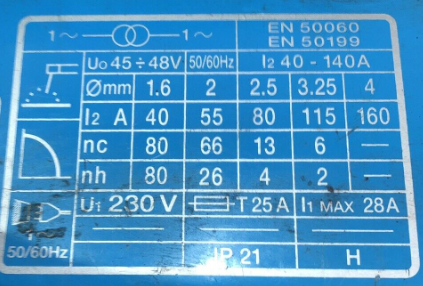 1~ 1~ EN 50060
EN 50199
U0 45÷48V 50/60Hz I2 40 - 140A
Ømm 1.6 2 2.5 3.25 4
I2 A 40 55 80 115 160
nc 80 66 13 6 —
nh 80 26 4 2 —
U1 230 V T 25 A I1 MAX 28A
50/60Hz IP 21 H